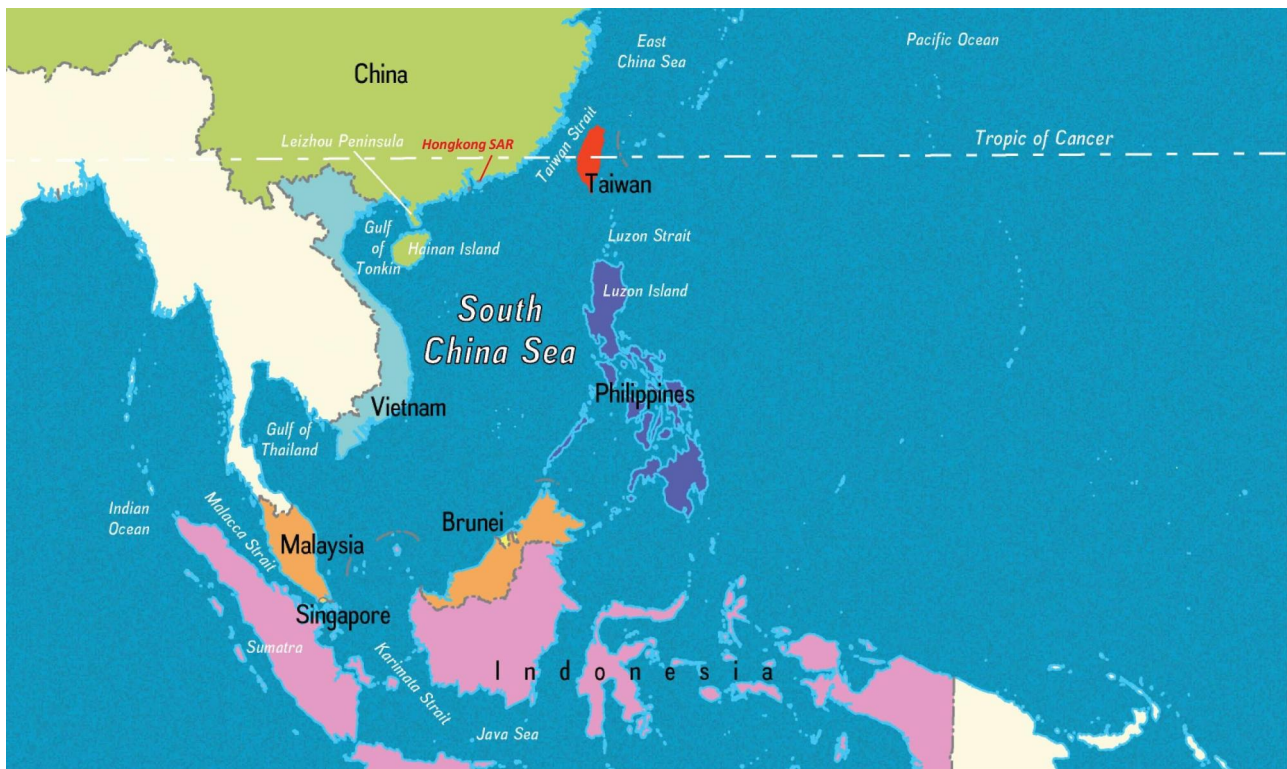 East
China Sea
Pacific Ocean
China
Taiwan Strait
Leizhou Peninsula
Hongkong SAR
Tropic of Cancer
Taiwan
Gulf
of
Tonkin
Hainan Island
Luzon Strait
Luzon Island
South
China Sea
Philippines
Vietnam
Gulf of
Thailand
Indian
Ocean
Malacca Strait
Malaysia
Brunei
Singapore
Sumatra
Karimata Strait
Indonesia
Java Sea